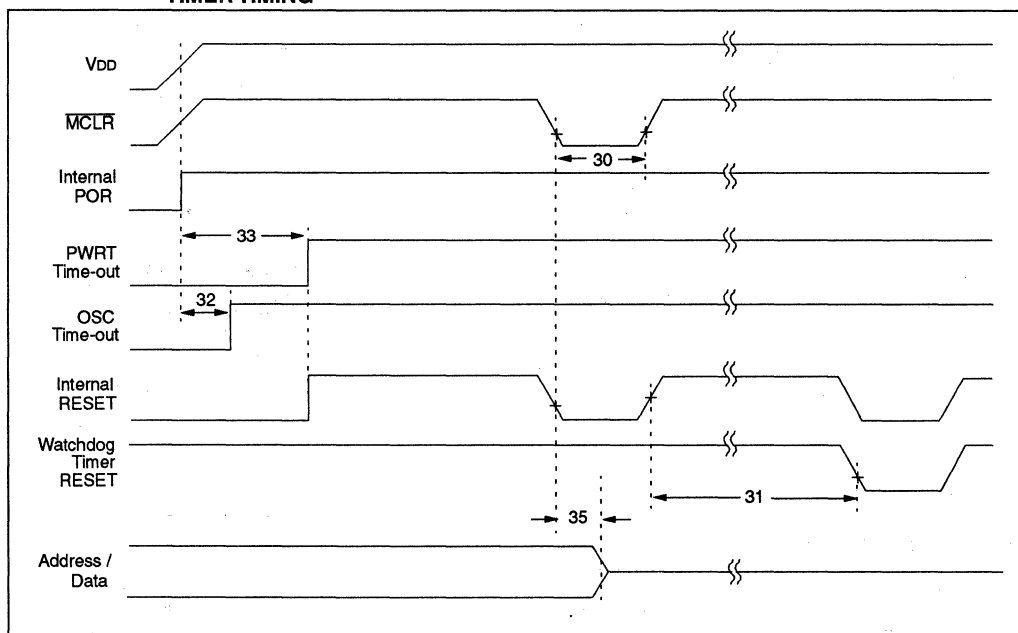 TIMER TIMING
VDD
MCLR
30
Internal
POR
33
PWRT
Time-out
32
OSC
Time-out
Internal
RESET
Watchdog
Timer
RESET
31
35
Address /
Data